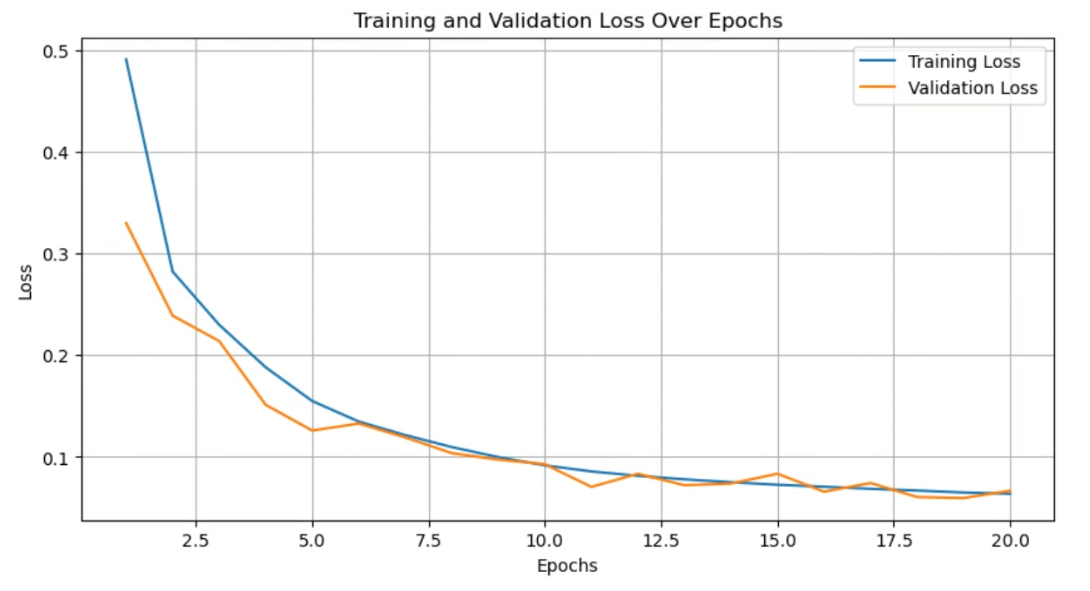 Training and Validation Loss Over Epochs
Training Loss
Validation Loss
0.5
0.4
0.3
0.2
0.1
Loss
2.5 5.0 7.5 10.0 12.5 15.0 17.5 20.0
Epochs